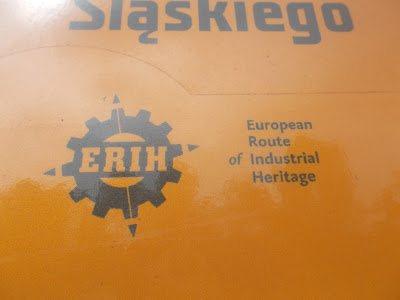 Śląskiego
ERIH
European
Route
of Industrial
Heritage